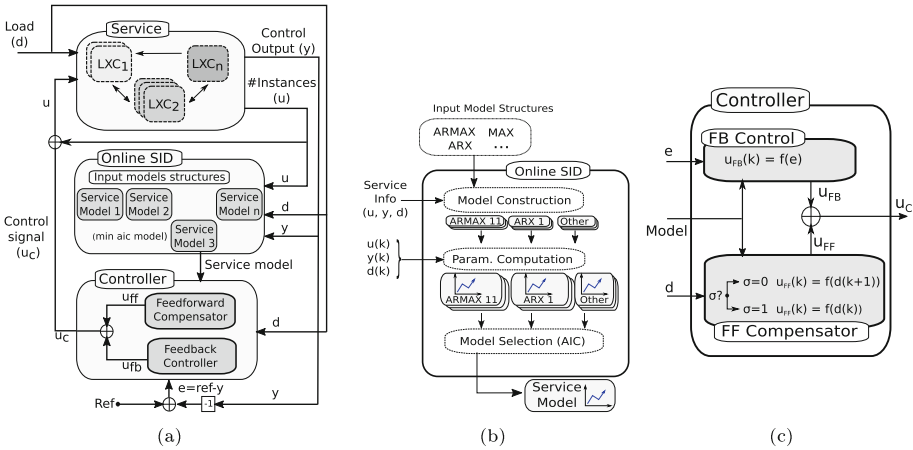 Load
(d)
Service
LXC1
LXCn
LXC2
Control
Output (y)
#Instances
(u)
u
Online SID
Input models structures
Service
Model 1
Service
Model 2
Service
Model n
(min aic model)
Service
Model 3
u
d
y
Control
signal
(uC)
Service model
Controller
uff
Feedforward
Compensator
uC
ufb
Feedback
Controller
d
e=ref-y
Ref
-1
y
(a)
Input Model Structures
ARMAX MAX
ARX ...
Online SID
Service
Info
(u, y, d)
Model Construction
ARMAX 11
ARX 1
Other
u(k)
y(k)
d(k)
Param. Computation
ARMAX 11
ARX 1
Other
Model Selection (AIC)
Service
Model
(b)
Controller
FB Control
e
uFB(k) = f(e)
uFB
uC
Model
uFF
d
σ?
σ=0 uFF(k) = f(d(k+1))
σ=1 uFF(k) = f(d(k))
FF Compensator
(c)